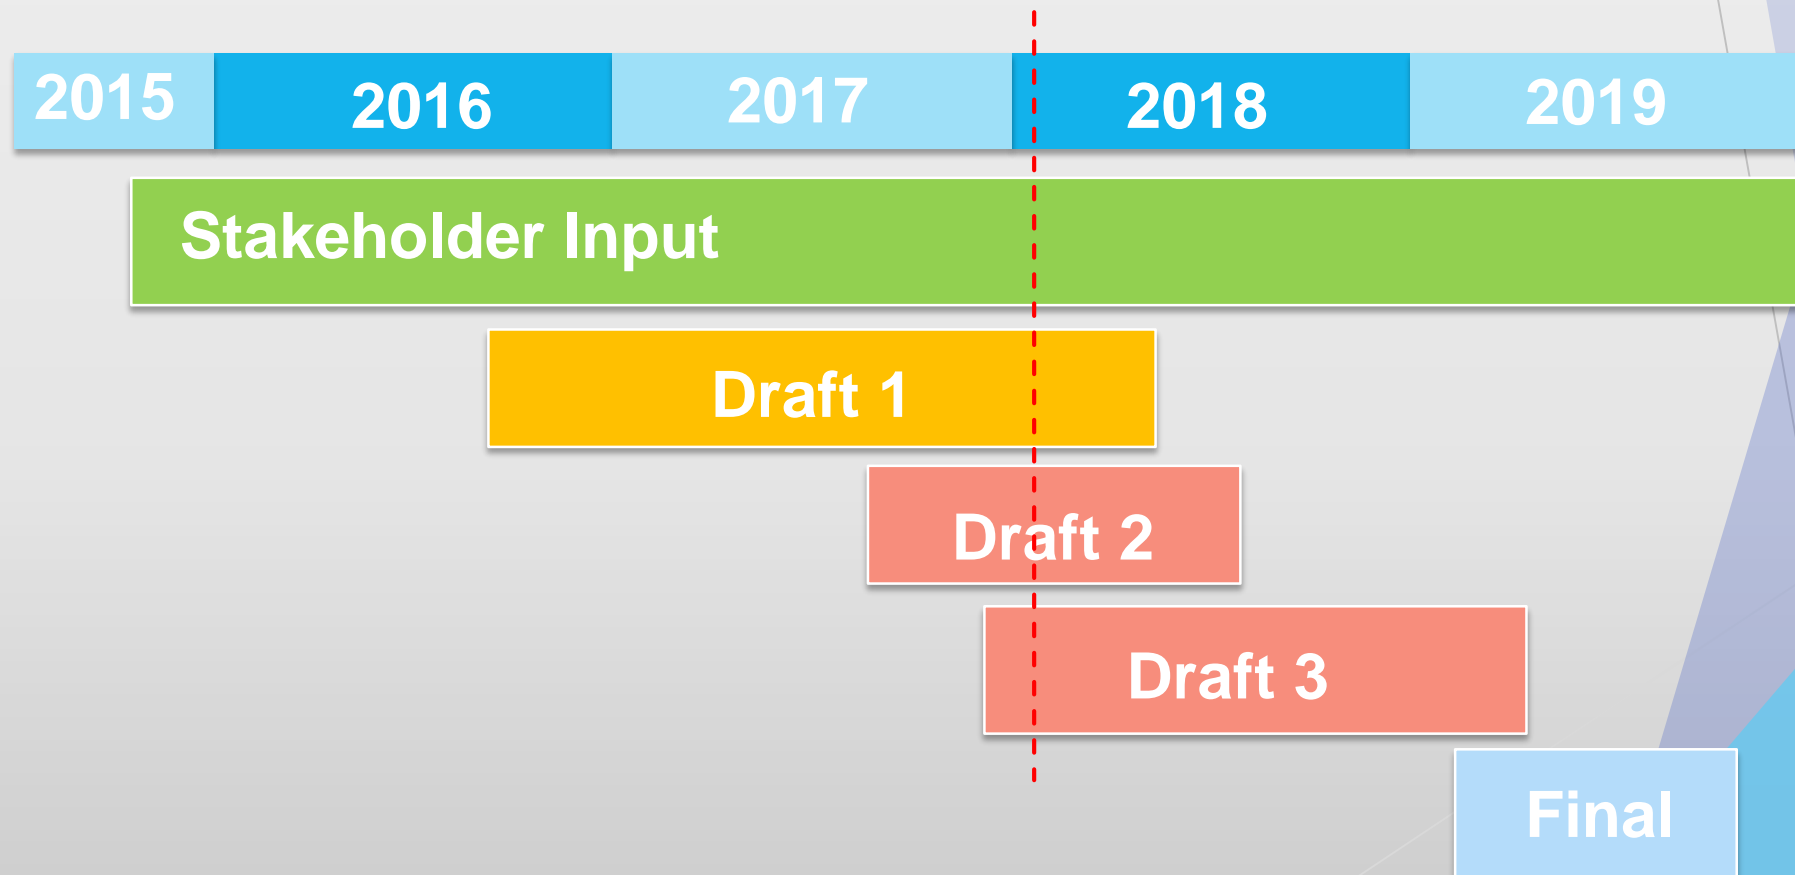 2015 2016 2017 2018 2019
Stakeholder Input
Draft 1
Draft 2
Draft 3
Final